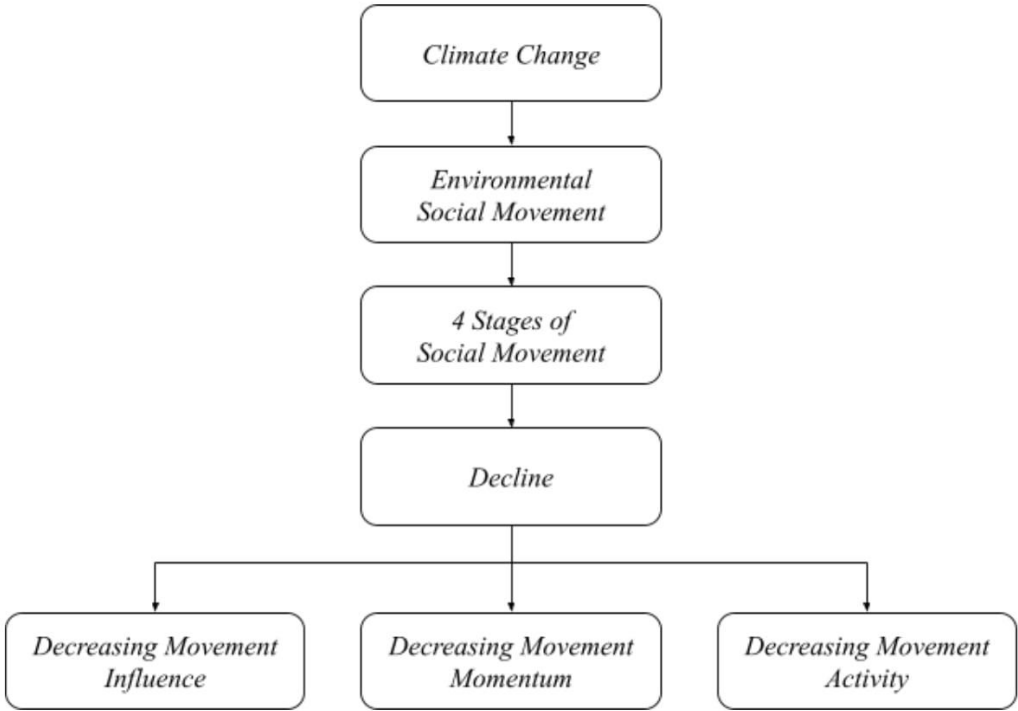 Climate Change
Environmental
Social Movement
4 Stages of
Social Movement
Decline
Decreasing Movement
Influence
Decreasing Movement
Momentum
Decreasing Movement
Activity